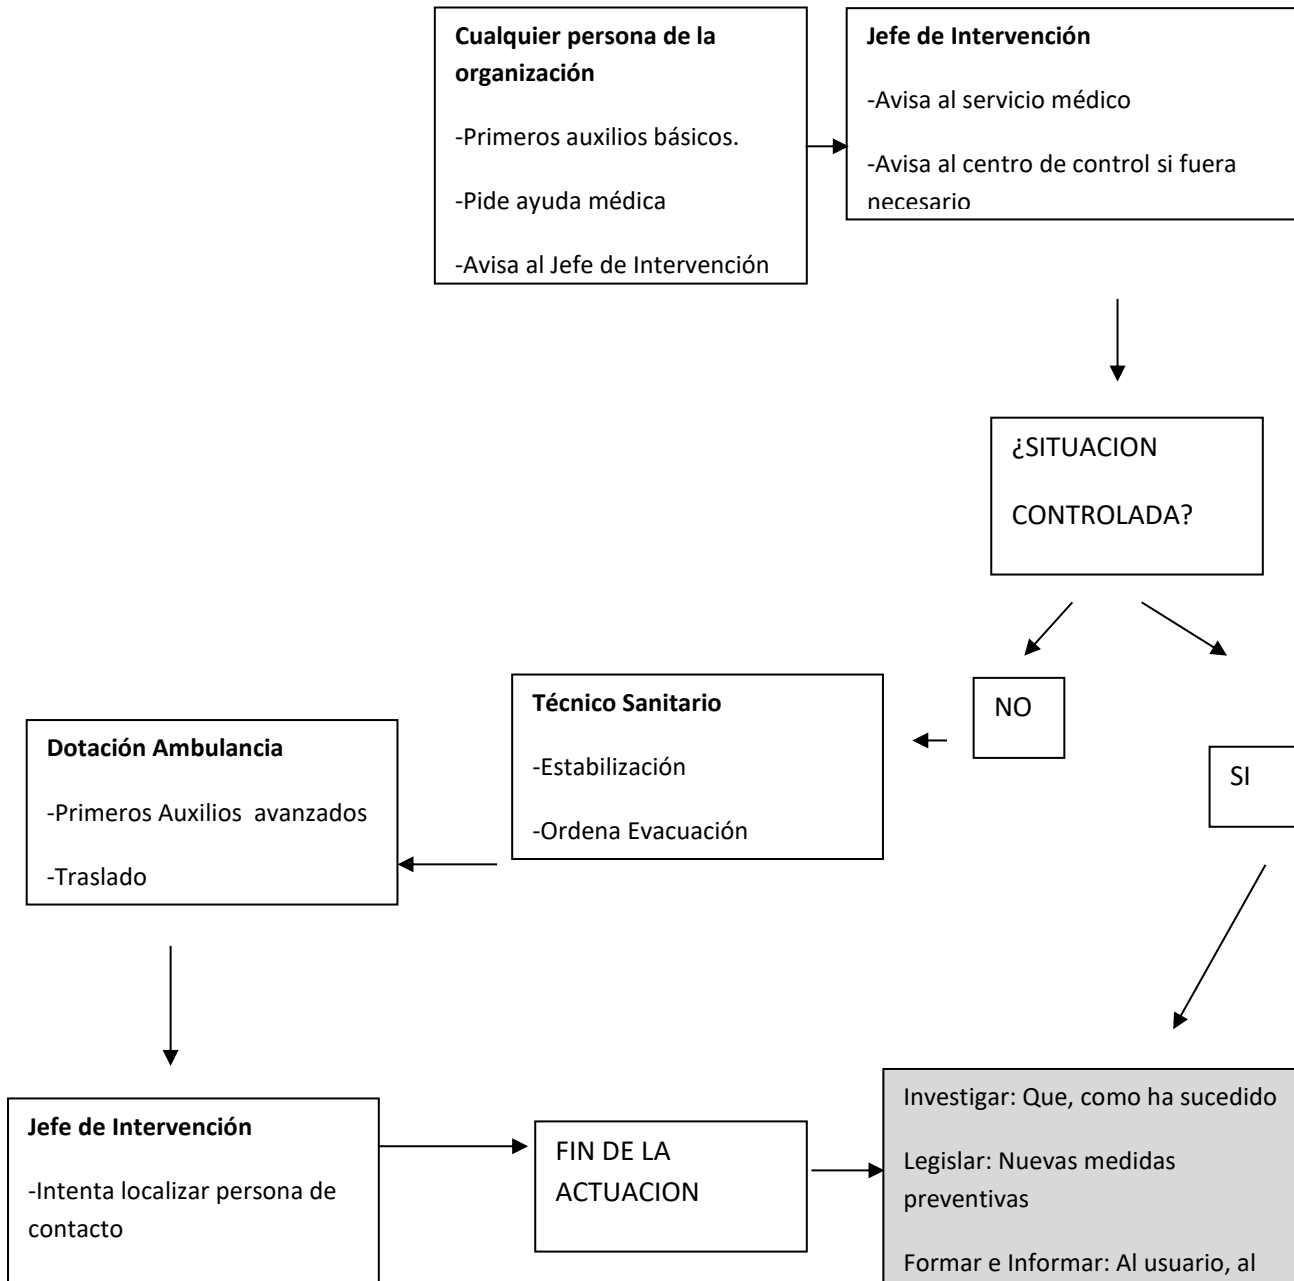 Cualquier persona de la
organización
-Primeros auxilios básicos.
-Pide ayuda médica
-Avisa al Jefe de Intervención
Jefe de Intervención
-Avisa al servicio médico
-Avisa al centro de control si fuera
necesario
¿SITUACION
CONTROLADA?
NO
SI
Técnico Sanitario
-Estabilización
-Ordena Evacuación
Dotación Ambulancia
-Primeros Auxilios  avanzados
-Traslado
Jefe de Intervención
-Intenta localizar persona de
contacto
FIN DE LA
ACTUACION
Investigar: Que, como ha sucedido
Legislar: Nuevas medidas
preventivas
Formar e Informar: Al usuario, al